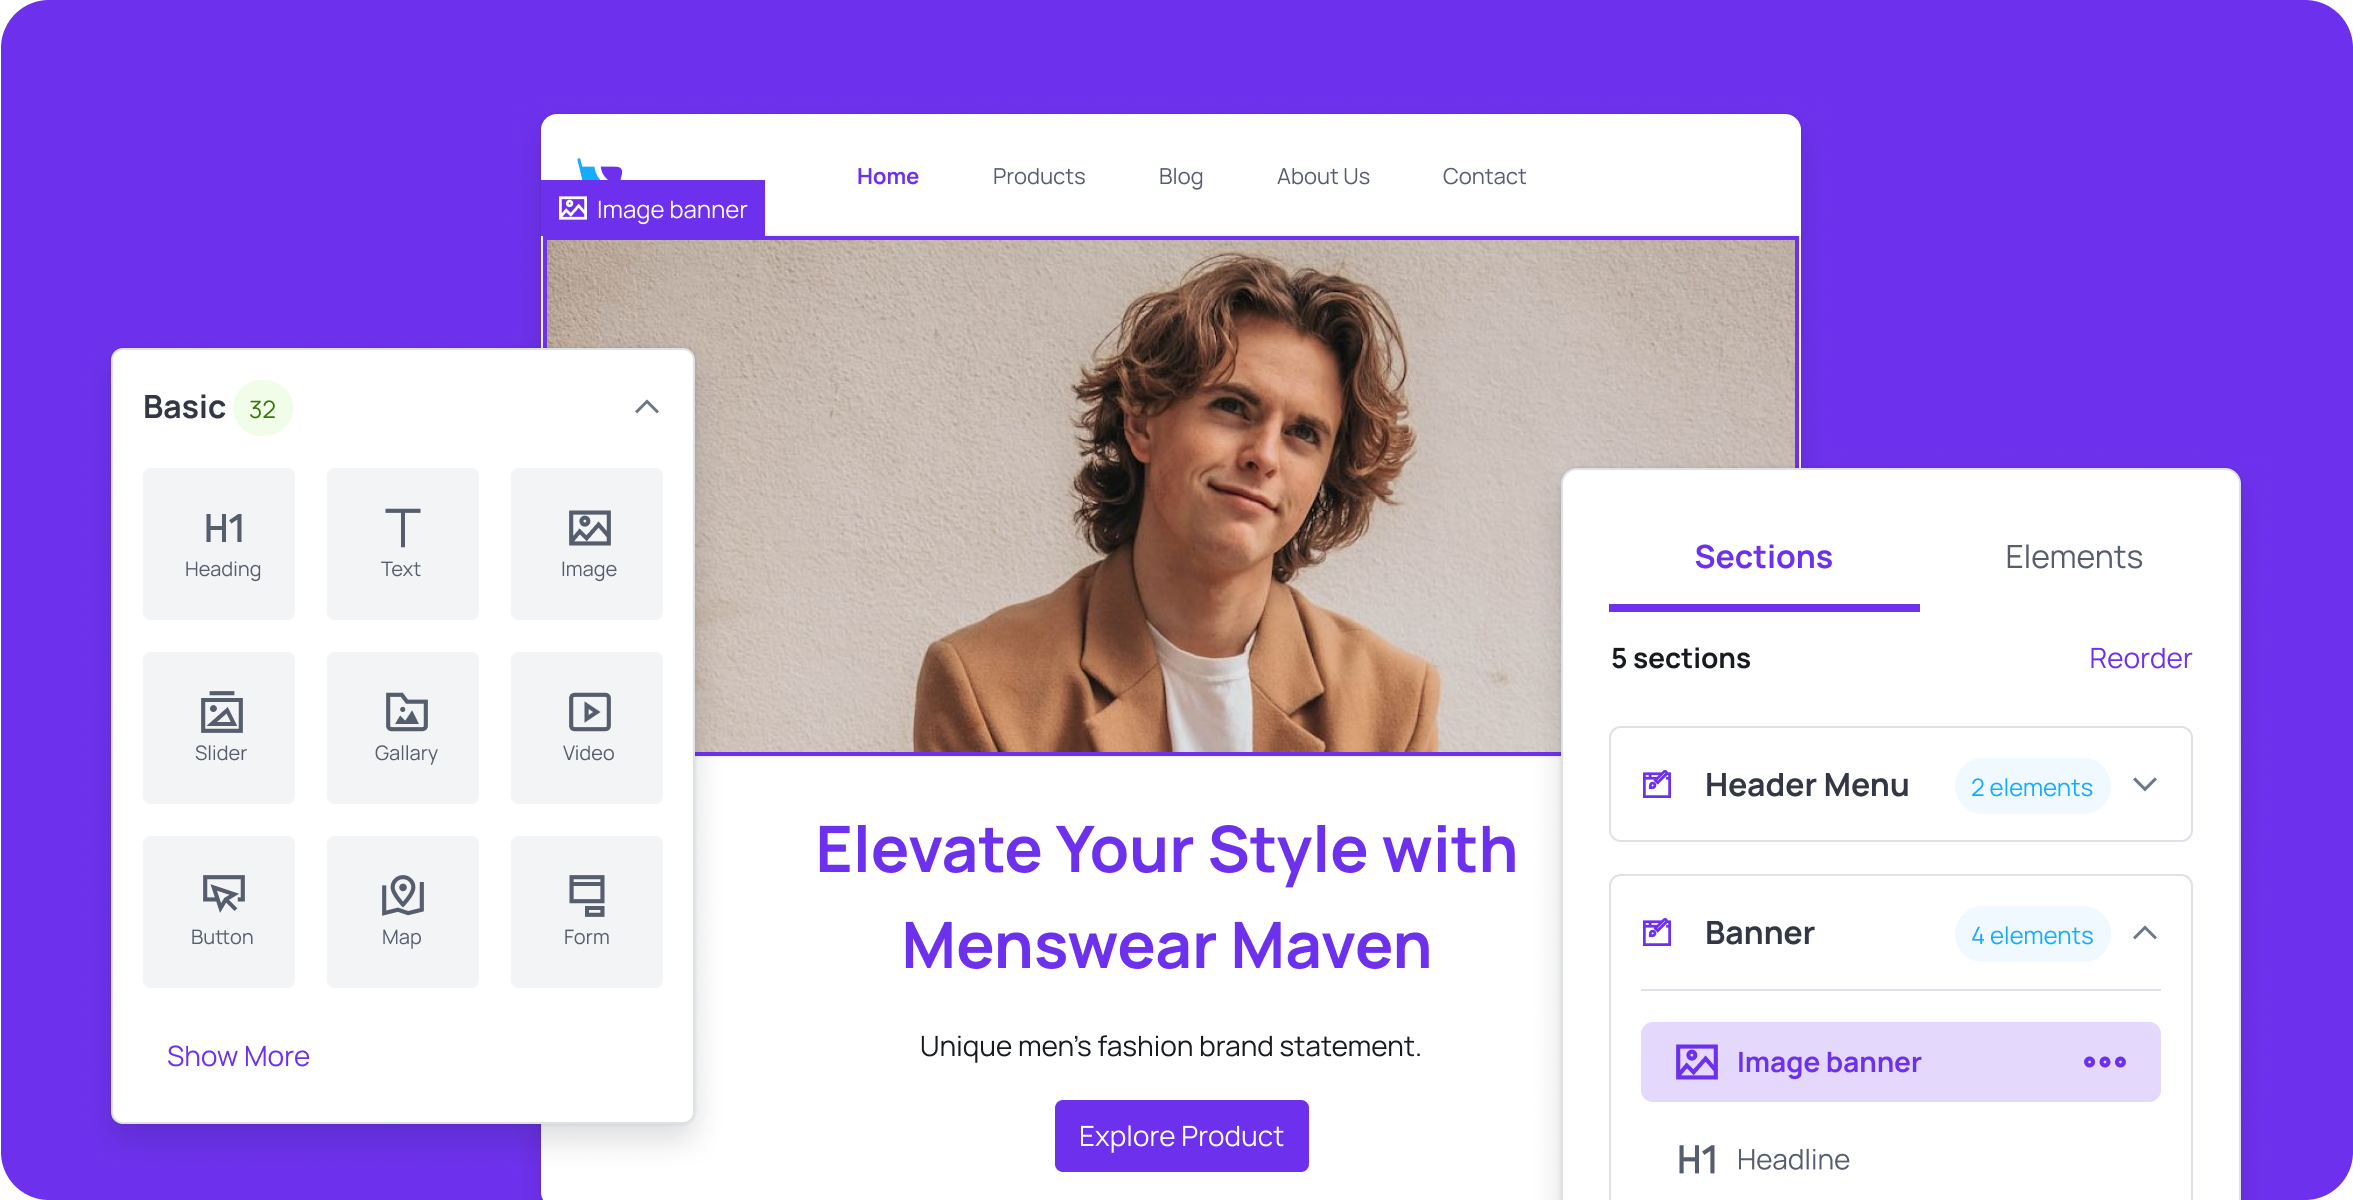 Home Products Blog About Us Contact
Image banner
Basic 32
H1
Heading Text Image
Slider Gallary Video
Button Map Form
Show More
Elevate Your Style with
Menswear Maven
Unique men's fashion brand statement.
Explore Product
Sections Elements
5 sections Reorder
Header Menu 2 elements
Banner 4 elements
Image banner
H1 Headline